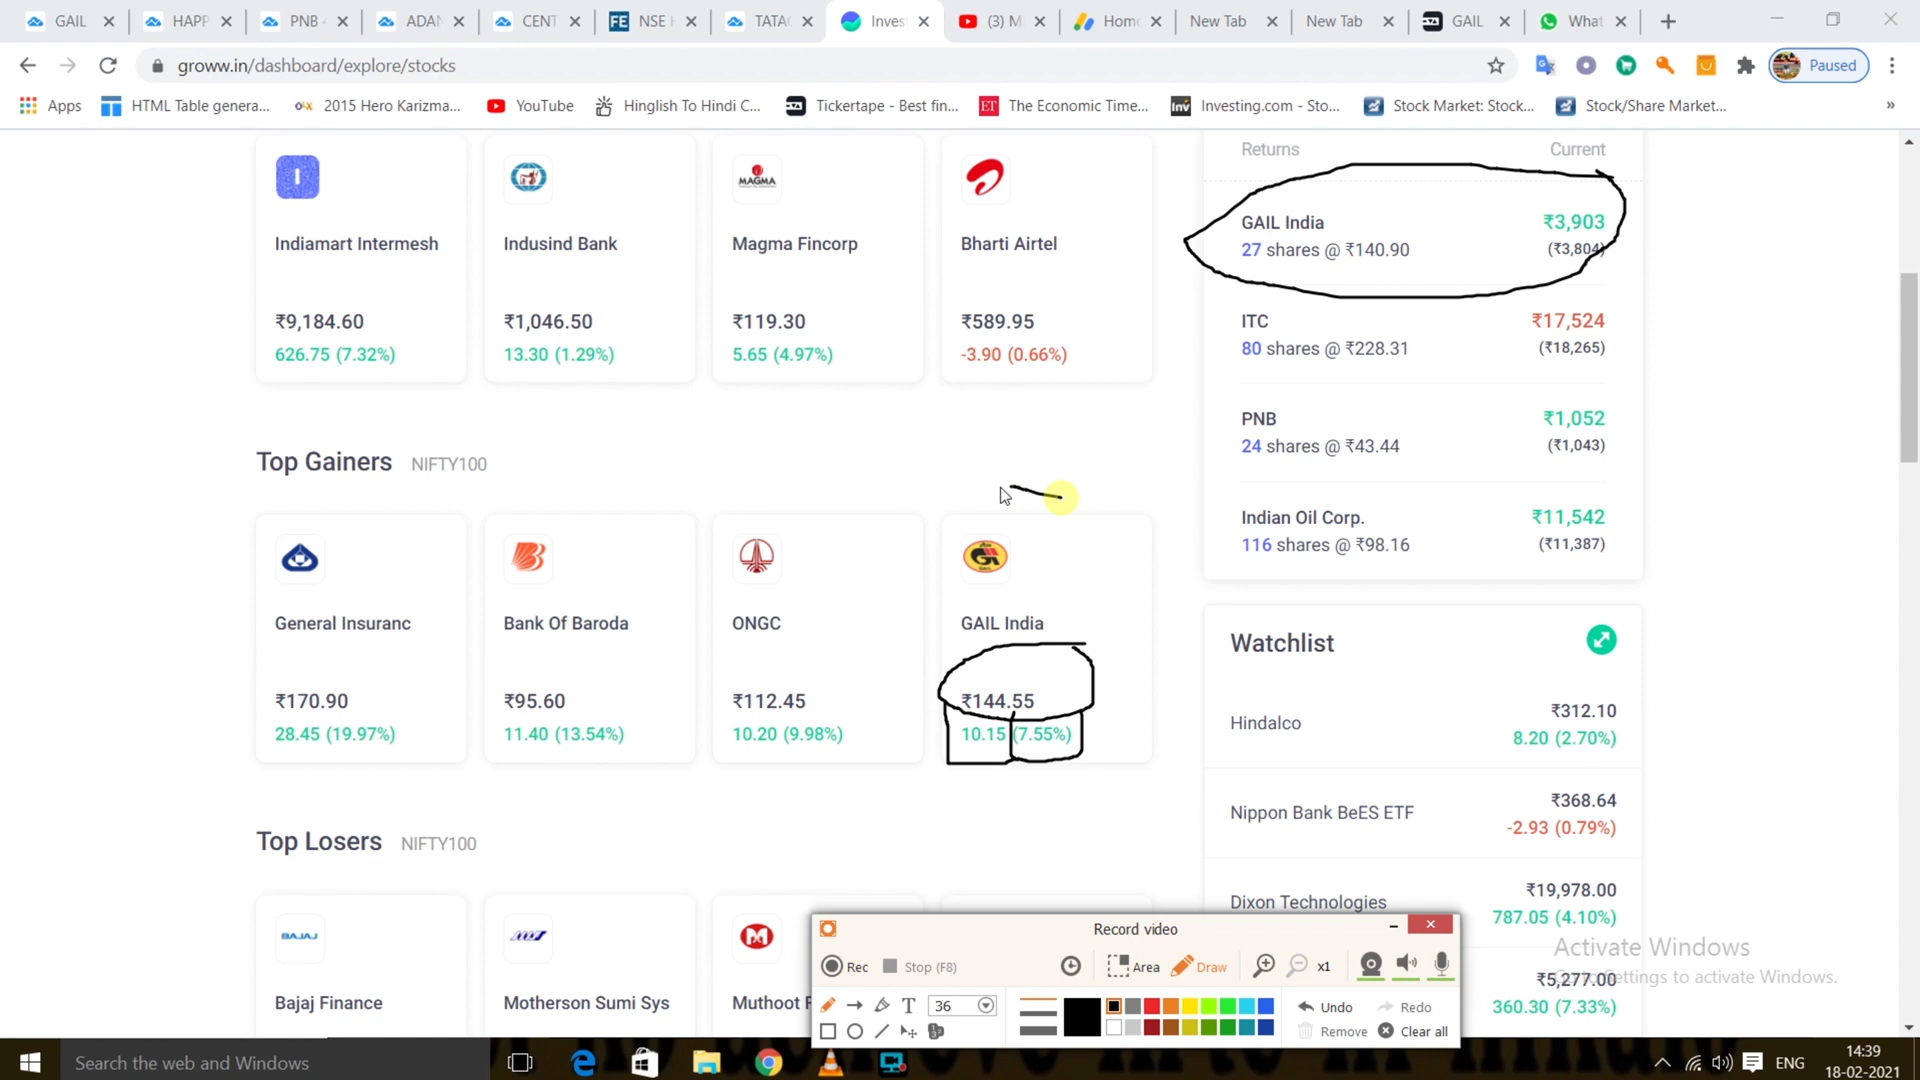 GAIL
HAPP
PNB
ADAN
CENT
NSE
TATA
Inves
(3) M
Home
New Tab
New Tab
GAIL
What
groww.in/dashboard/explore/stocks
Paused
Apps
HTML Table genera...
2015 Hero Karizma...
YouTube
Hinglish To Hindi C...
Tickertape - Best fin...
The Economic Time...
Investing.com - Sto...
Stock Market: Stock...
Stock/Share Market...
Indiamart Intermesh
₹9,184.60
626.75 (7.32%)
Indusind Bank
₹1,046.50
13.30 (1.29%)
MAGMA
Magma Fincorp
₹119.30
5.65 (4.97%)
Bharti Airtel
₹589.95
-3.90 (0.66%)
Returns Current
GAIL India ₹3,903
27 shares @ ₹140.90 (₹3,804)
ITC ₹17,524
80 shares @ ₹228.31 (₹18,265)
PNB ₹1,052
24 shares @ ₹43.44 (₹1,043)
Indian Oil Corp. ₹11,542
116 shares @ ₹98.16 (₹11,387)
Top Gainers NIFTY100
General Insuranc
₹170.90
28.45 (19.97%)
Bank Of Baroda
₹95.60
11.40 (13.54%)
ONGC
₹112.45
10.20 (9.98%)
GAIL India
₹144.55
10.15 (7.55%)
Watchlist
Hindalco ₹312.10
8.20 (2.70%)
Nippon Bank BeES ETF ₹368.64
-2.93 (0.79%)
Dixon Technologies ₹19,978.00
787.05 (4.10%)
₹5,277.00
360.30 (7.33%)
Top Losers NIFTY100
BAJAJ
Bajaj Finance
Motherson Sumi Sys
Muthoot F
Record video
Rec Stop (F8) Area Draw x1
T 36 Undo Redo
Remove Clear all
Activate Windows
Go to Settings to activate Windows.
Search the web and Windows
ENG
14:39
18-02-2021